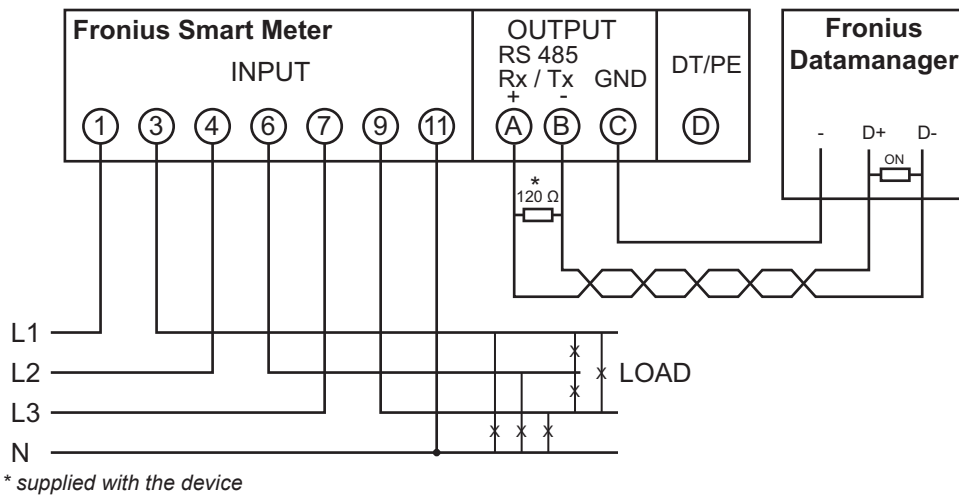 Fronius Smart Meter
INPUT
1 3 4 6 7 9 11
OUTPUT
RS 485
Rx / Tx GND
+ -
A B C
DT/PE
D
Fronius
Datamanager
- D+ D-
ON
*
120 Ω
L1
L2
L3
N
LOAD
* supplied with the device